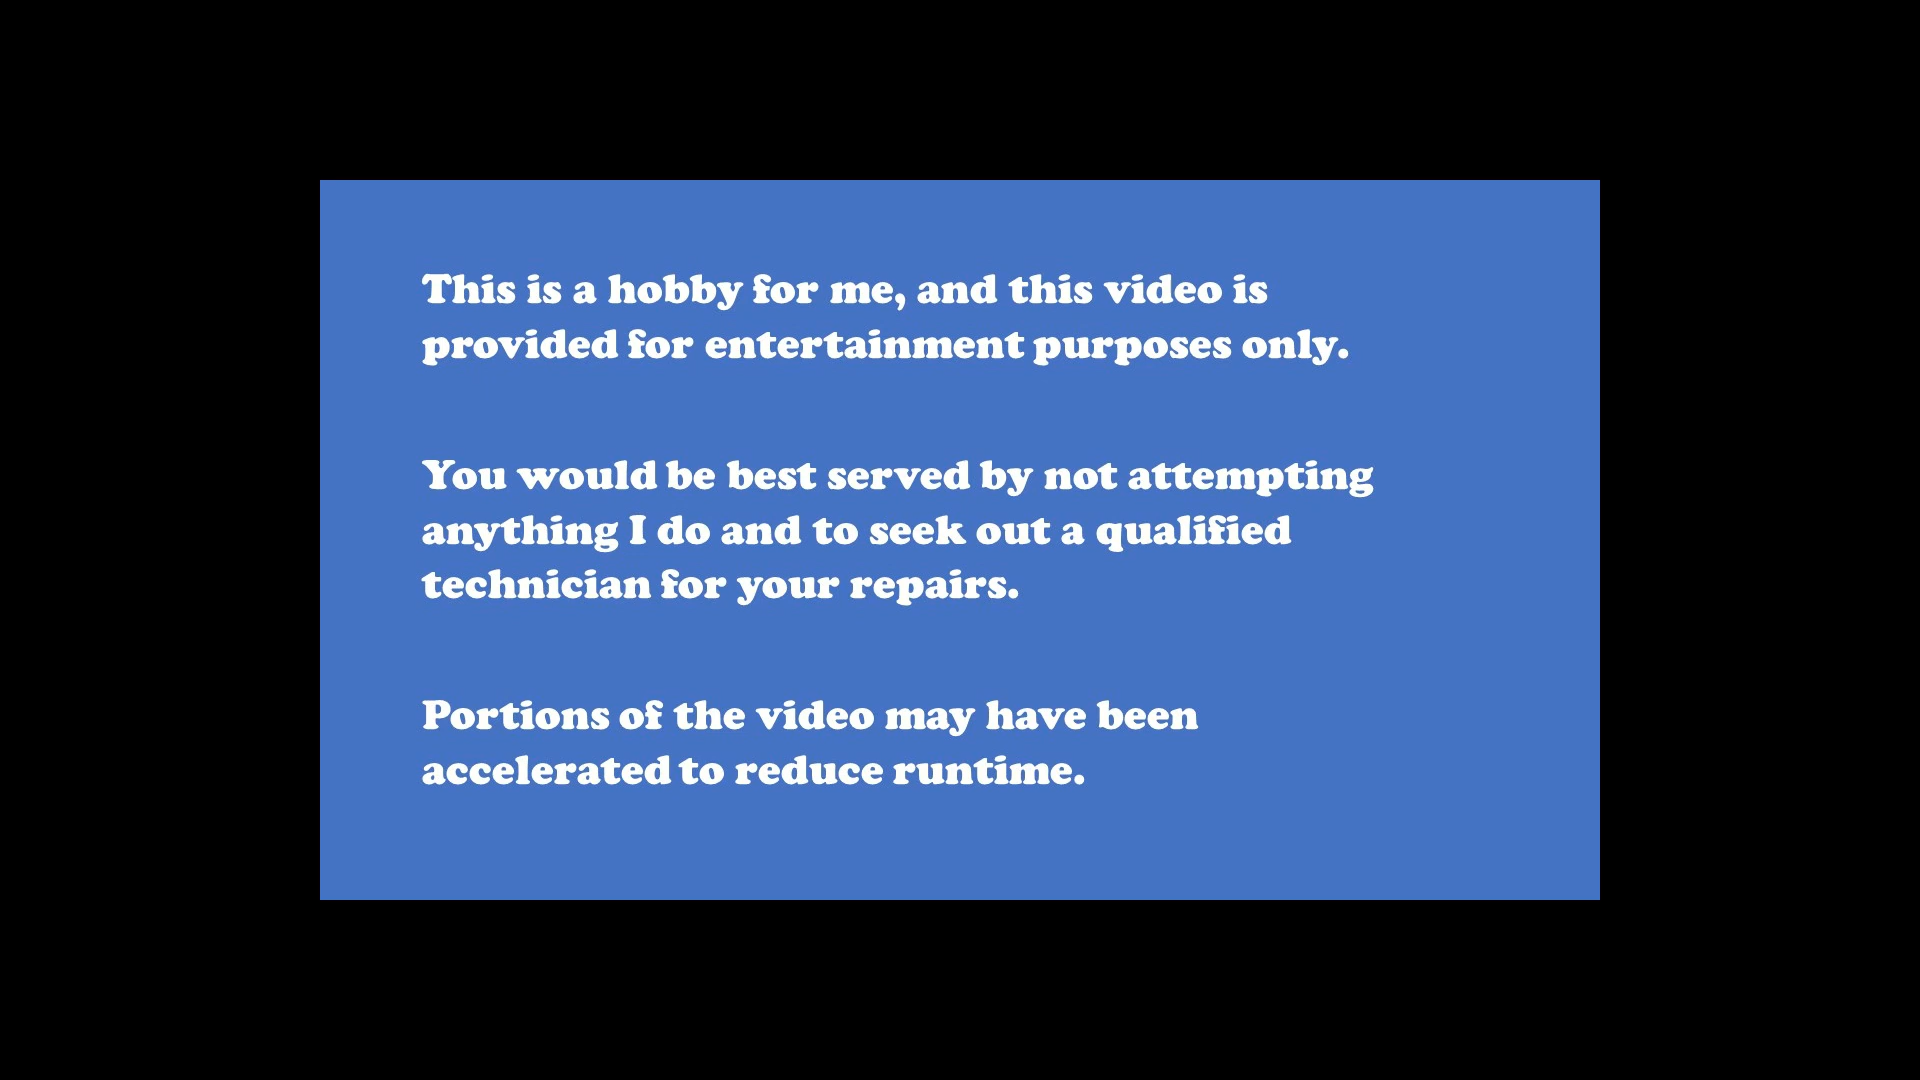 This is a hobby for me, and this video is
provided for entertainment purposes only.
You would be best served by not attempting
anything I do and to seek out a qualified
technician for your repairs.
Portions of the video may have been
accelerated to reduce runtime.